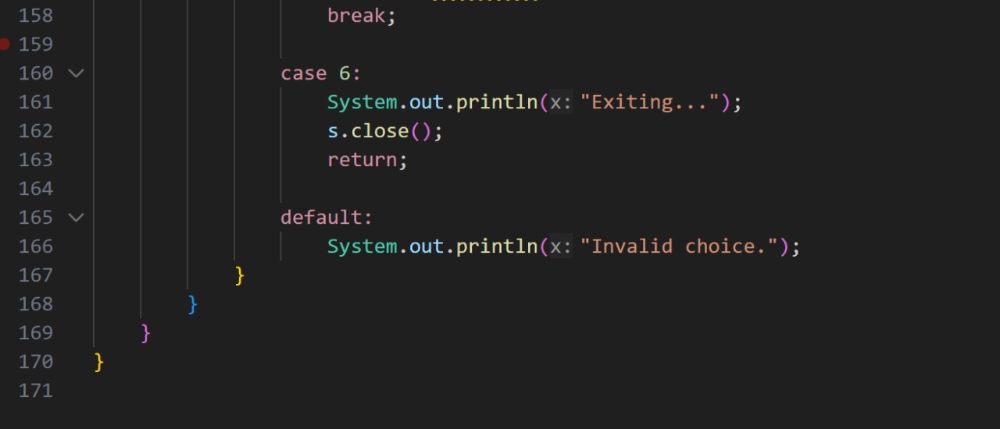 158 break;
159
160 case 6:
161 System.out.println(x: "Exiting...");
162 s.close();
163 return;
164
165 default:
166 System.out.println(x: "Invalid choice.");
167 }
168 }
169 }
170 }
171